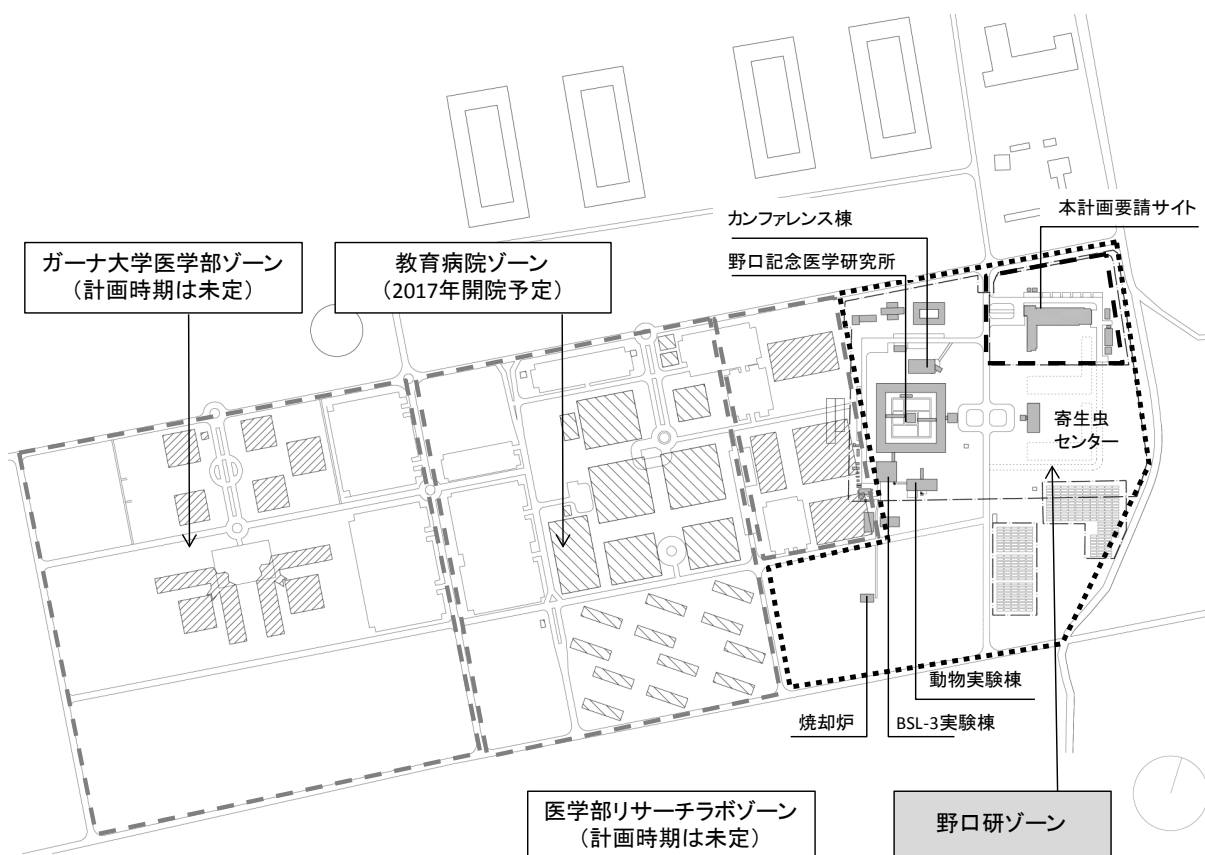 カンファレンス棟
本計画要請サイト
ガーナ大学医学部ゾーン
（計画時期は未定）
教育病院ゾーン
（2017年開院予定）
野口記念医学研究所
寄生虫
センター
動物実験棟
焼却炉
BSL-3実験棟
医学部リサーチラボゾーン
（計画時期は未定）
野口研ゾーン